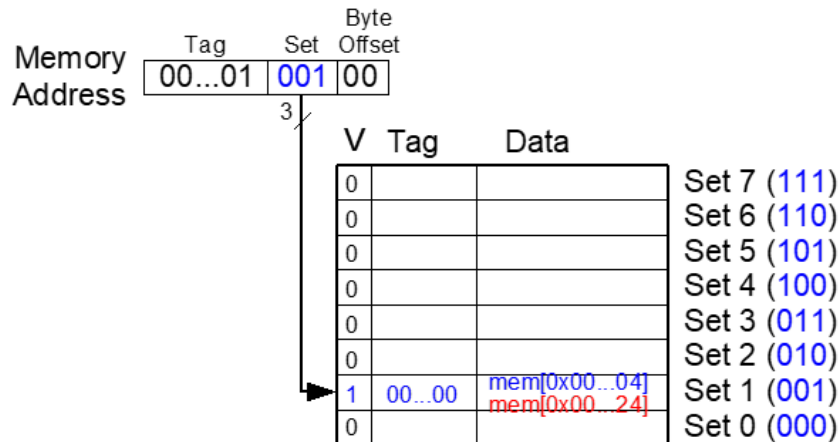 Byte
Tag Set Offset
Memory
Address
00...01 001 00
3
V Tag Data
0 Set 7 (111)
0 Set 6 (110)
0 Set 5 (101)
0 Set 4 (100)
0 Set 3 (011)
0 Set 2 (010)
1 00...00 mem[0x00...04] Set 1 (001)
mem[0x00...24]
0 Set 0 (000)